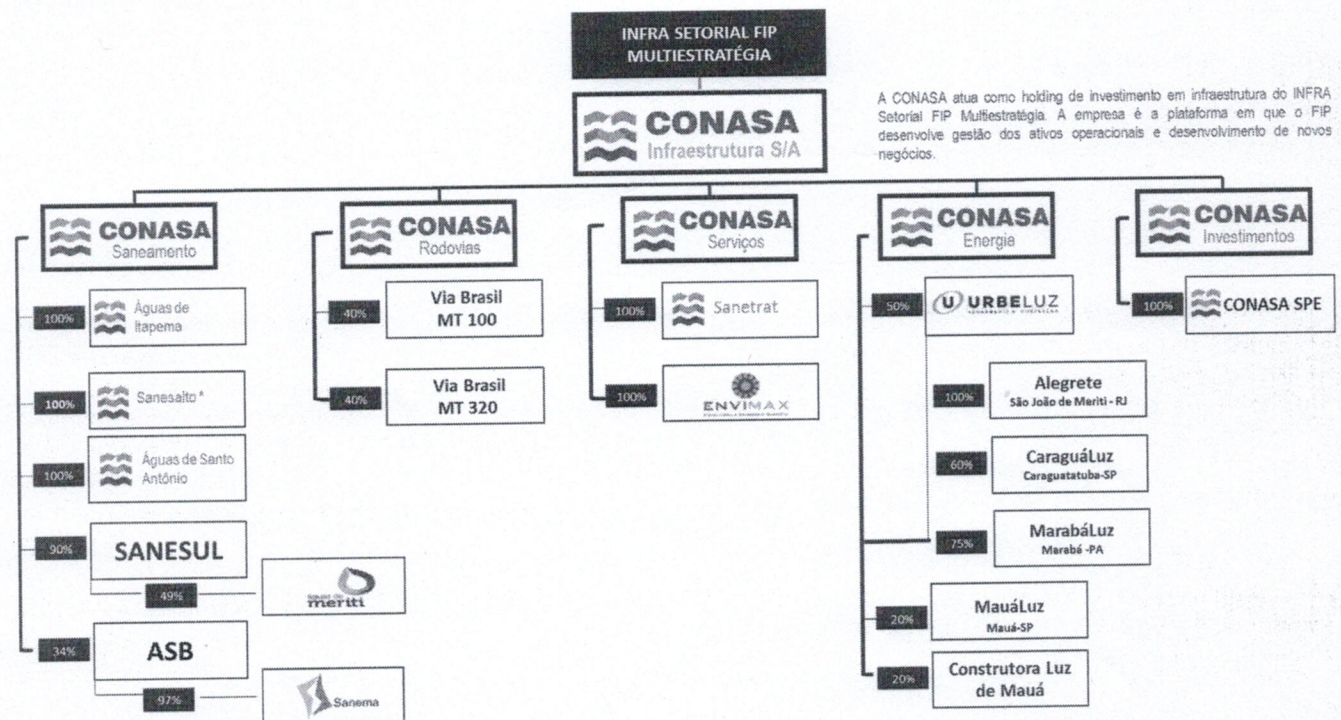 INFRA SETORIAL FIP
MULTIESTRATÉGIA
CONASA
Infraestrutura S/A
A CONASA atua como holding de investimento em infraestrutura do INFRA
Setorial FIP Multiestratégia. A empresa é a plataforma em que o FIP
desenvolve gestão dos ativos operacionais e desenvolvimento de novos
negócios.
CONASA
Saneamento
100%
Águas de
Itapema
100%
Sanesalto*
100%
Águas de Santo
Antônio
90%
SANESUL
49%
meriti
34%
ASB
97%
Sanema
CONASA
Rodovias
40%
Via Brasil
MT 100
40%
Via Brasil
MT 320
CONASA
Serviços
100%
Sanetrat
100%
ENVIMAX
CONASA
Energia
50%
URBELUZ
100%
Alegrete
São João de Meriti - RJ
60%
CaraguáLuz
Caraguatatuba-SP
75%
MarabáLuz
Marabá -PA
20%
MauáLuz
Mauá-SP
20%
Construtora Luz
de Mauá
CONASA
Investimentos
100%
CONASA SPE